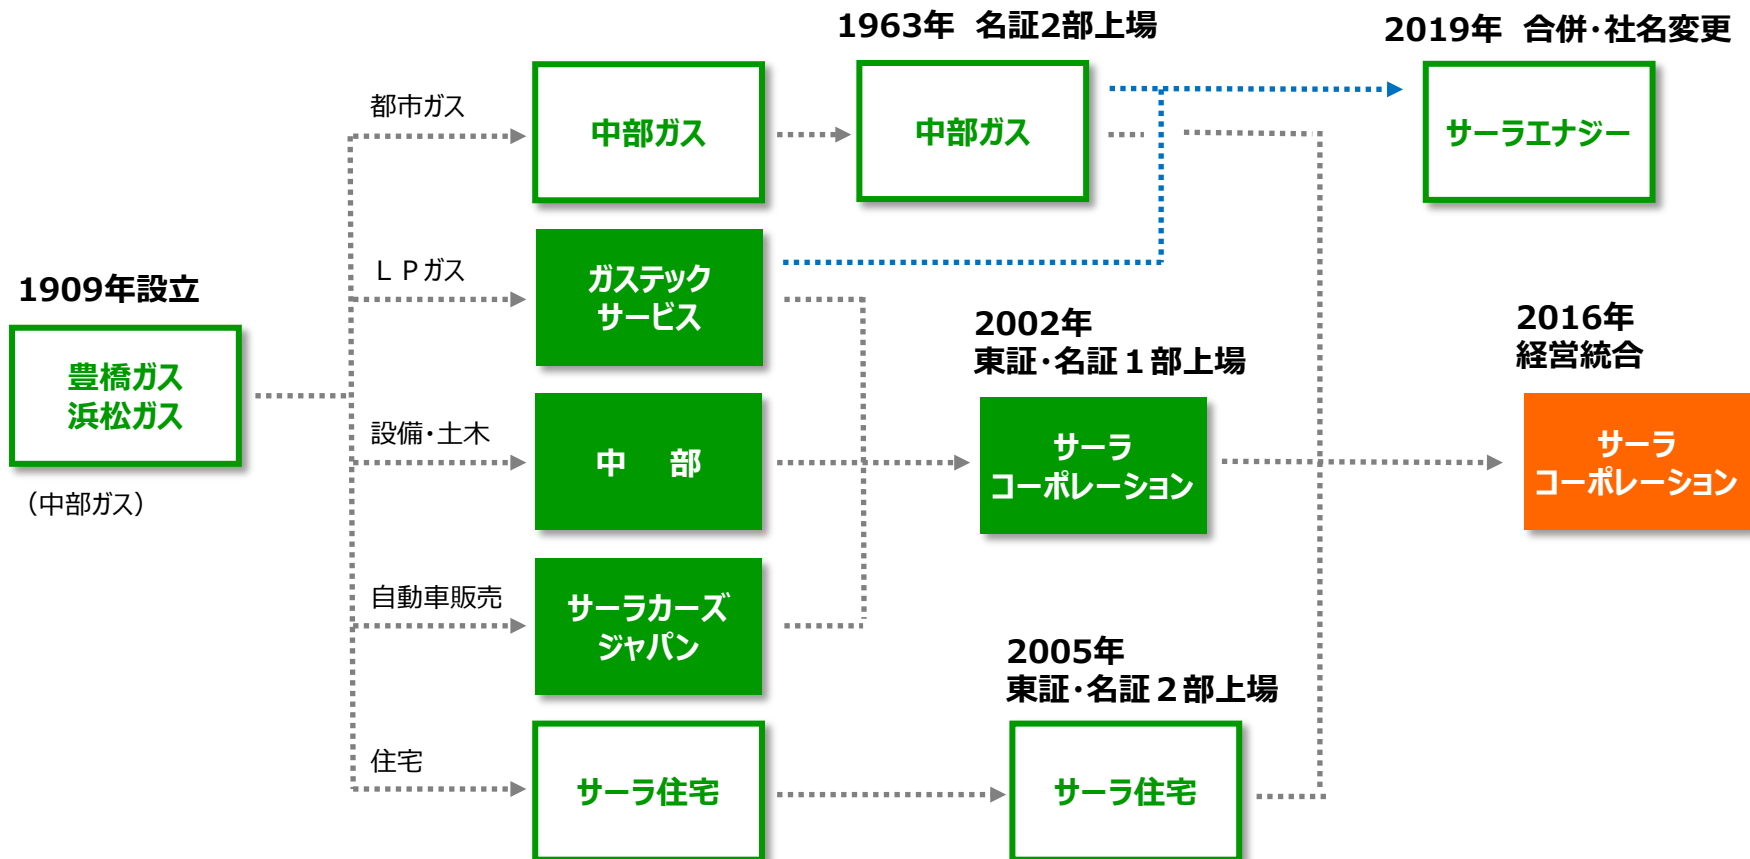 1963年 名証2部上場
2019年 合併・社名変更
都市ガス
中部ガス
中部ガス
サーラエナジー
ＬＰガス
ガステック
サービス
1909年設立
豊橋ガス
浜松ガス
（中部ガス）
設備・土木
中　部
2002年
東証・名証１部上場
サーラ
コーポレーション
2016年
経営統合
サーラ
コーポレーション
自動車販売
サーラカーズ
ジャパン
2005年
東証・名証２部上場
住宅
サーラ住宅
サーラ住宅